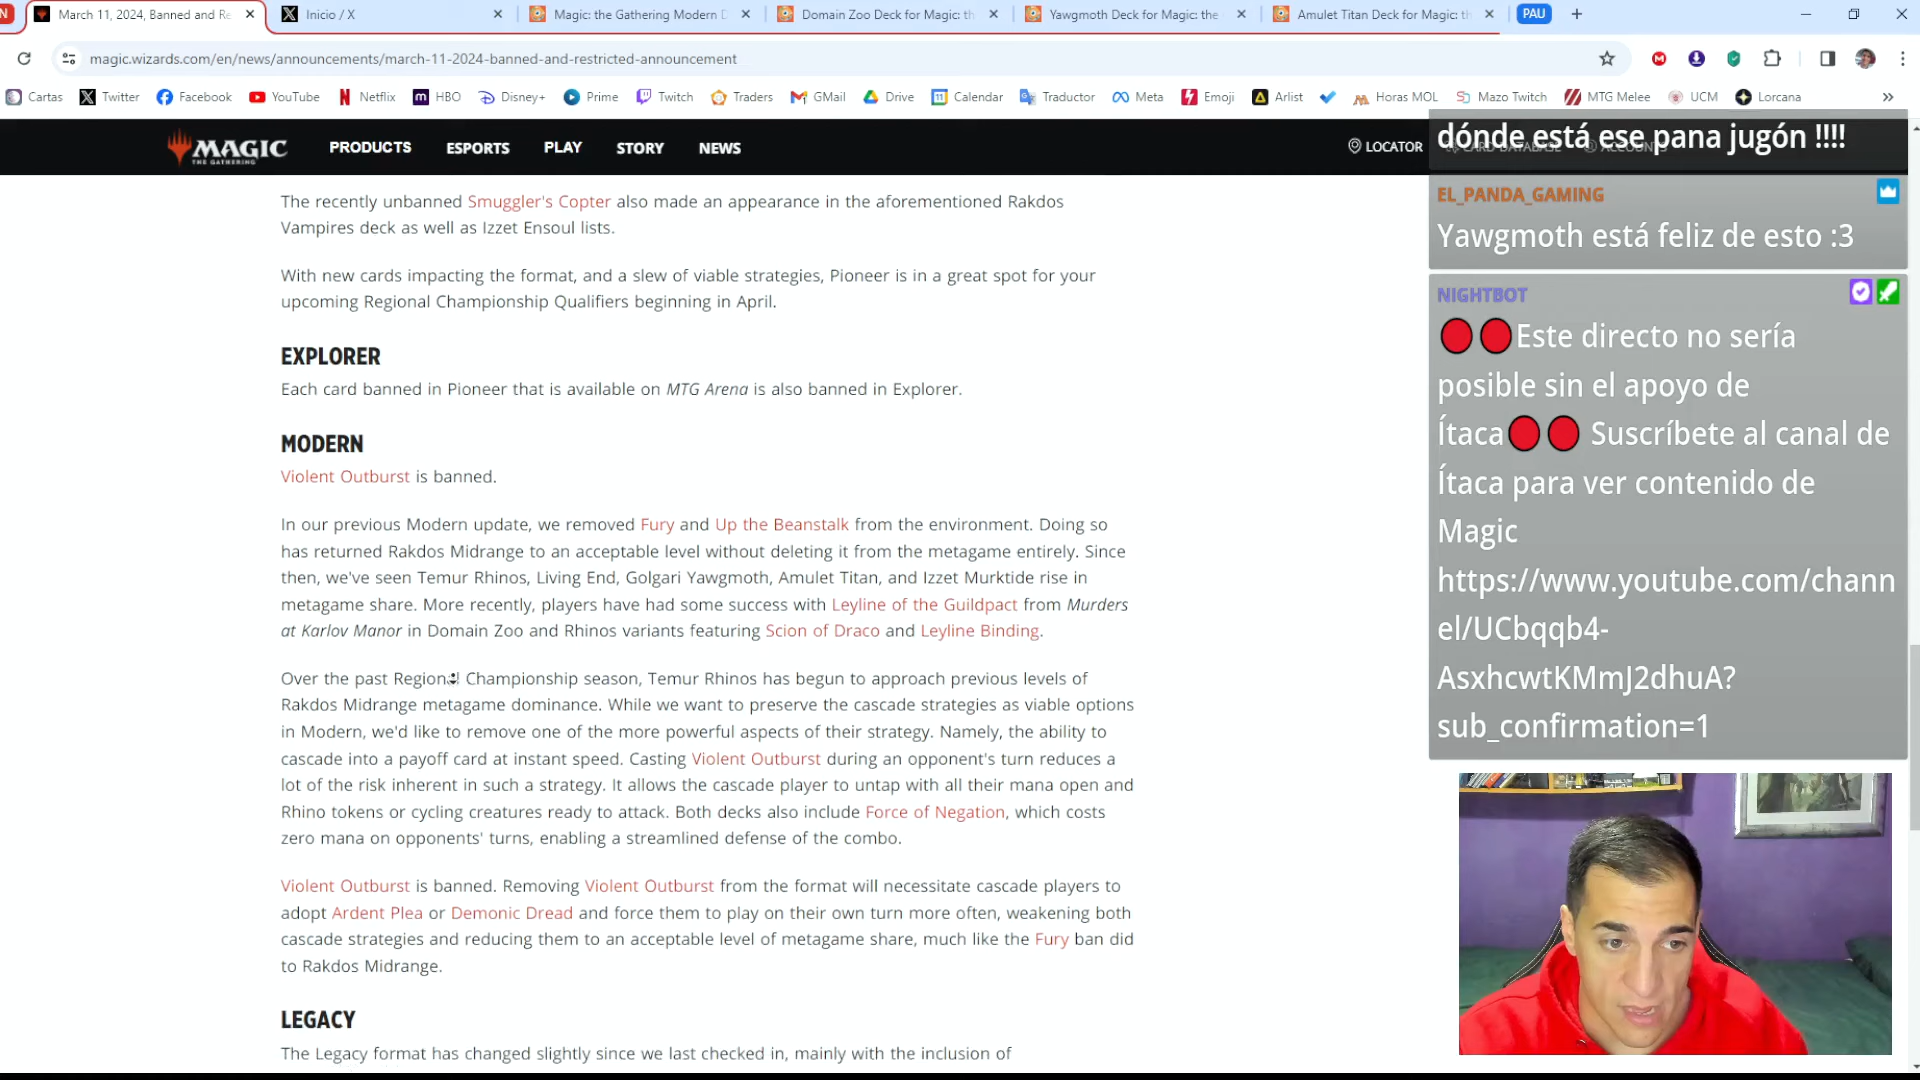 March 11, 2024, Banned and Re
Inicio / X
Magic: the Gathering Modern D
Domain Zoo Deck for Magic: th
Yawgmoth Deck for Magic: the
Amulet Titan Deck for Magic: th
PAU
magic.wizards.com/en/news/announcements/march-11-2024-banned-and-restricted-announcement
Cartas
Twitter
Facebook
YouTube
Netflix
HBO
Disney+
Prime
Twitch
Traders
GMail
Drive
Calendar
Traductor
Meta
Emoji
Arlist
Horas MOL
Mazo Twitch
MTG Melee
UCM
Lorcana
MAGIC
THE GATHERING
PRODUCTS
ESPORTS
PLAY
STORY
NEWS
LOCATOR
CARD DATABASE
The recently unbanned Smuggler's Copter also made an appearance in the aforementioned Rakdos
Vampires deck as well as Izzet Ensoul lists.
With new cards impacting the format, and a slew of viable strategies, Pioneer is in a great spot for your
upcoming Regional Championship Qualifiers beginning in April.
EXPLORER
Each card banned in Pioneer that is available on MTG Arena is also banned in Explorer.
MODERN
Violent Outburst is banned.
In our previous Modern update, we removed Fury and Up the Beanstalk from the environment. Doing so
has returned Rakdos Midrange to an acceptable level without deleting it from the metagame entirely. Since
then, we've seen Temur Rhinos, Living End, Golgari Yawgmoth, Amulet Titan, and Izzet Murktide rise in
metagame share. More recently, players have had some success with Leyline of the Guildpact from Murders
at Karlov Manor in Domain Zoo and Rhinos variants featuring Scion of Draco and Leyline Binding.
Over the past Regional Championship season, Temur Rhinos has begun to approach previous levels of
Rakdos Midrange metagame dominance. While we want to preserve the cascade strategies as viable options
in Modern, we'd like to remove one of the more powerful aspects of their strategy. Namely, the ability to
cascade into a payoff card at instant speed. Casting Violent Outburst during an opponent's turn reduces a
lot of the risk inherent in such a strategy. It allows the cascade player to untap with all their mana open and
Rhino tokens or cycling creatures ready to attack. Both decks also include Force of Negation, which costs
zero mana on opponents' turns, enabling a streamlined defense of the combo.
Violent Outburst is banned. Removing Violent Outburst from the format will necessitate cascade players to
adopt Ardent Plea or Demonic Dread and force them to play on their own turn more often, weakening both
cascade strategies and reducing them to an acceptable level of metagame share, much like the Fury ban did
to Rakdos Midrange.
LEGACY
The Legacy format has changed slightly since we last checked in, mainly with the inclusion of
dónde está ese pana jugón !!!!
EL_PANDA_GAMING
Yawgmoth está feliz de esto :3
NIGHTBOT
Este directo no sería
posible sin el apoyo de
Ítaca Suscríbete al canal de
Ítaca para ver contenido de
Magic
https://www.youtube.com/chann
el/UCbqqb4-
AsxhcwtKMmJ2dhuA?
sub_confirmation=1